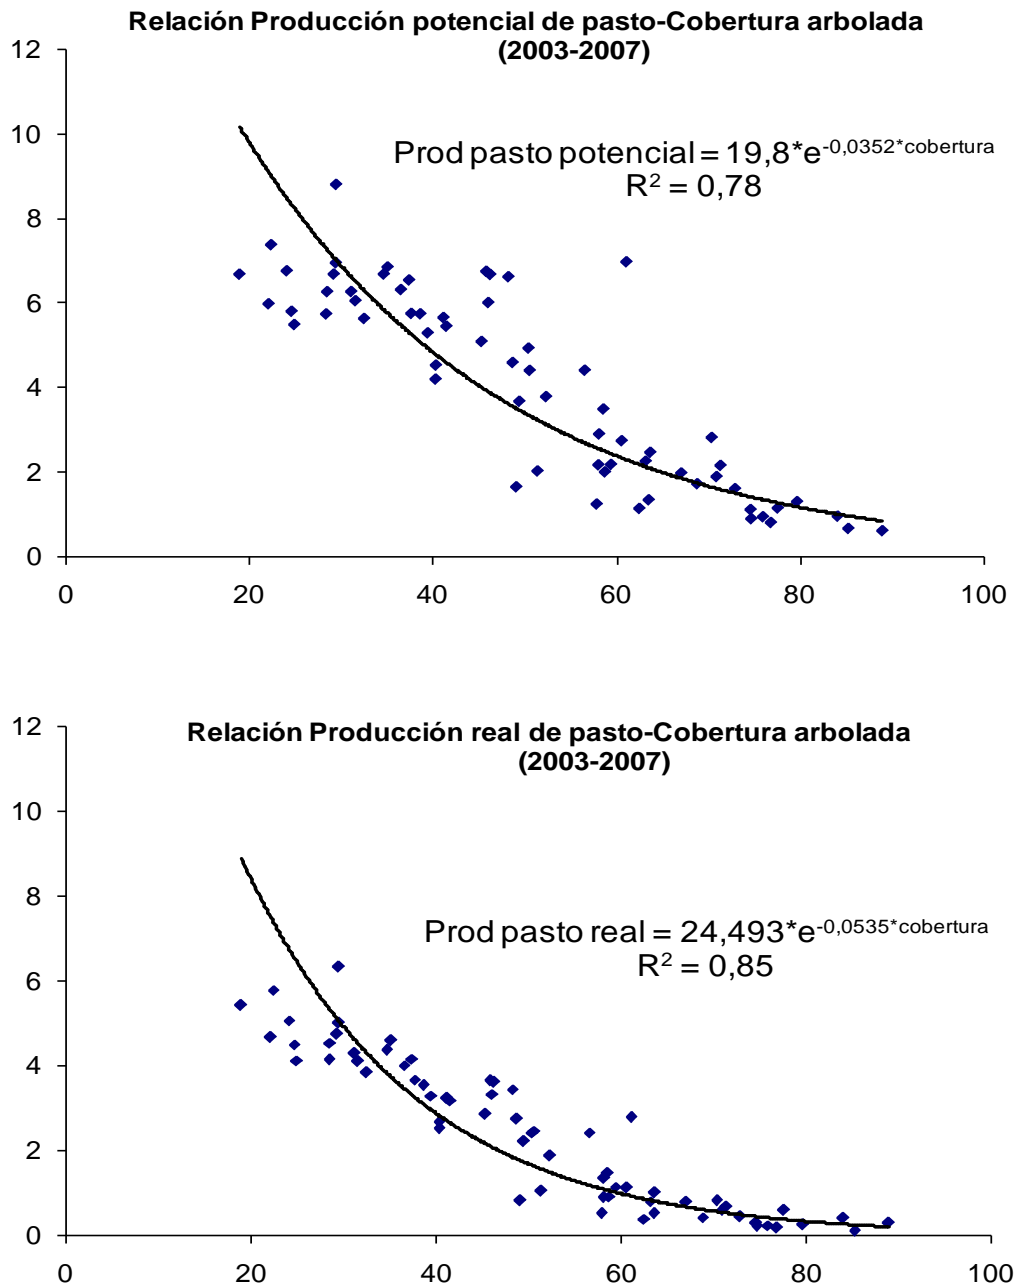 Relación Producción potencial de pasto-Cobertura arbolada
(2003-2007)
12
10
8
6
4
2
0
Prod pasto potencial = 19,8*e^-0,0352*cobertura
R² = 0,78
0 20 40 60 80 100
Relación Producción real de pasto-Cobertura arbolada
(2003-2007)
12
10
8
6
4
2
0
Prod pasto real = 24,493*e^-0,0535*cobertura
R² = 0,85
0 20 40 60 80 100